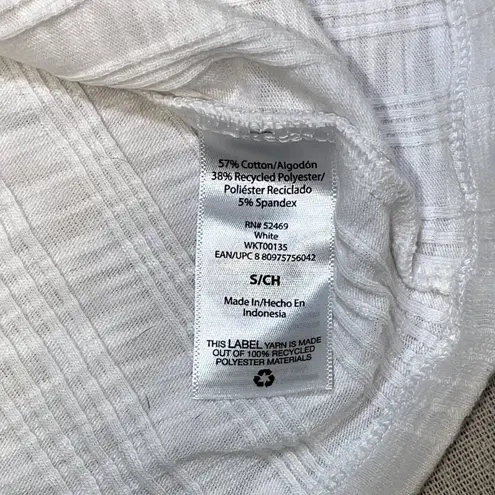 57% Cotton/Algodón
38% Recycled Polyester/
Poliéster Reciclado
5% Spandex
RN# 52469
White
WKT00135
EAN/UPC 8 80975756042
S/CH
Made In/Hecho En
Indonesia
THIS LABEL YARN IS MADE
OUT OF 100% RECYCLED
POLYESTER MATERIALS